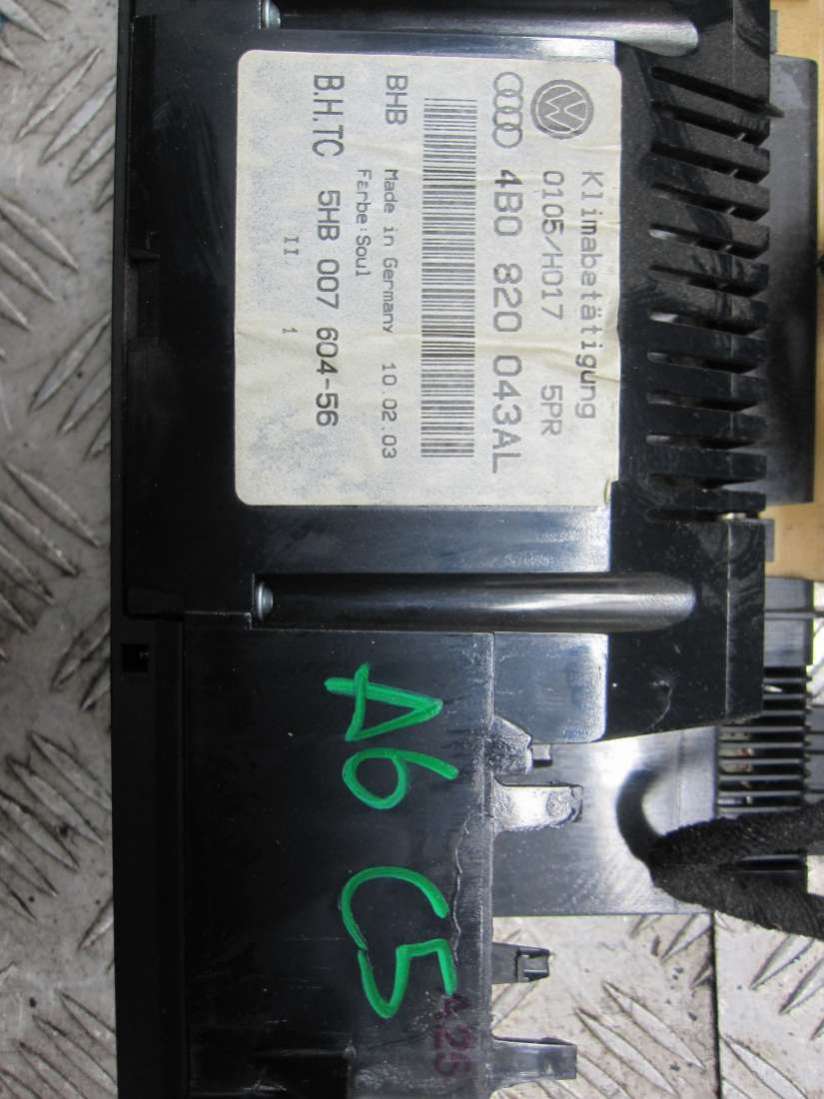 Klimabetätigung
0105/H017 5PR
4B0 820 043AL
BHB Made in Germany 10.02.03
Farbe:Soul
B.H.TC 5HB 007 604-56
II 1
A6 C5